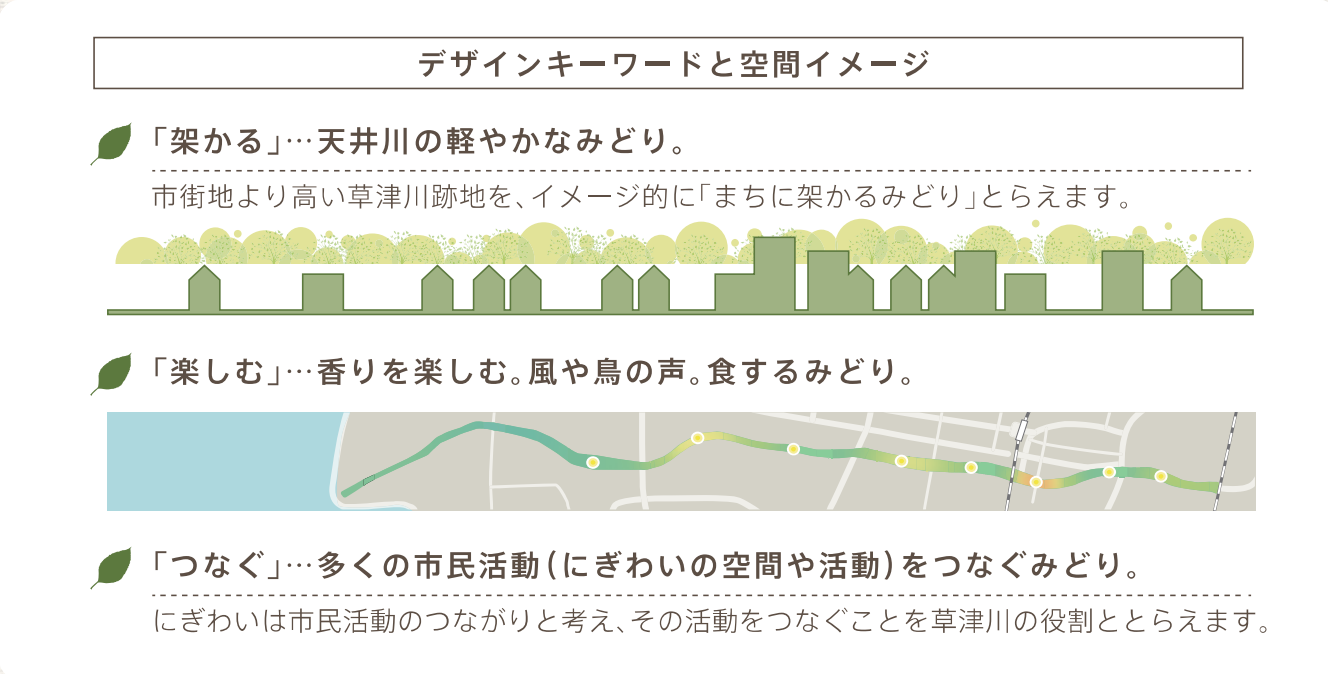 デザインキーワードと空間イメージ
「架かる」…天井川の軽やかなみどり。
市街地より高い草津川跡地を、イメージ的に「まちに架かるみどり」とらえます。
「楽しむ」…香りを楽しむ。風や鳥の声。食するみどり。
「つなぐ」…多くの市民活動(にぎわいの空間や活動)をつなぐみどり。
にぎわいは市民活動のつながりと考え、その活動をつなぐことを草津川の役割ととらえます。